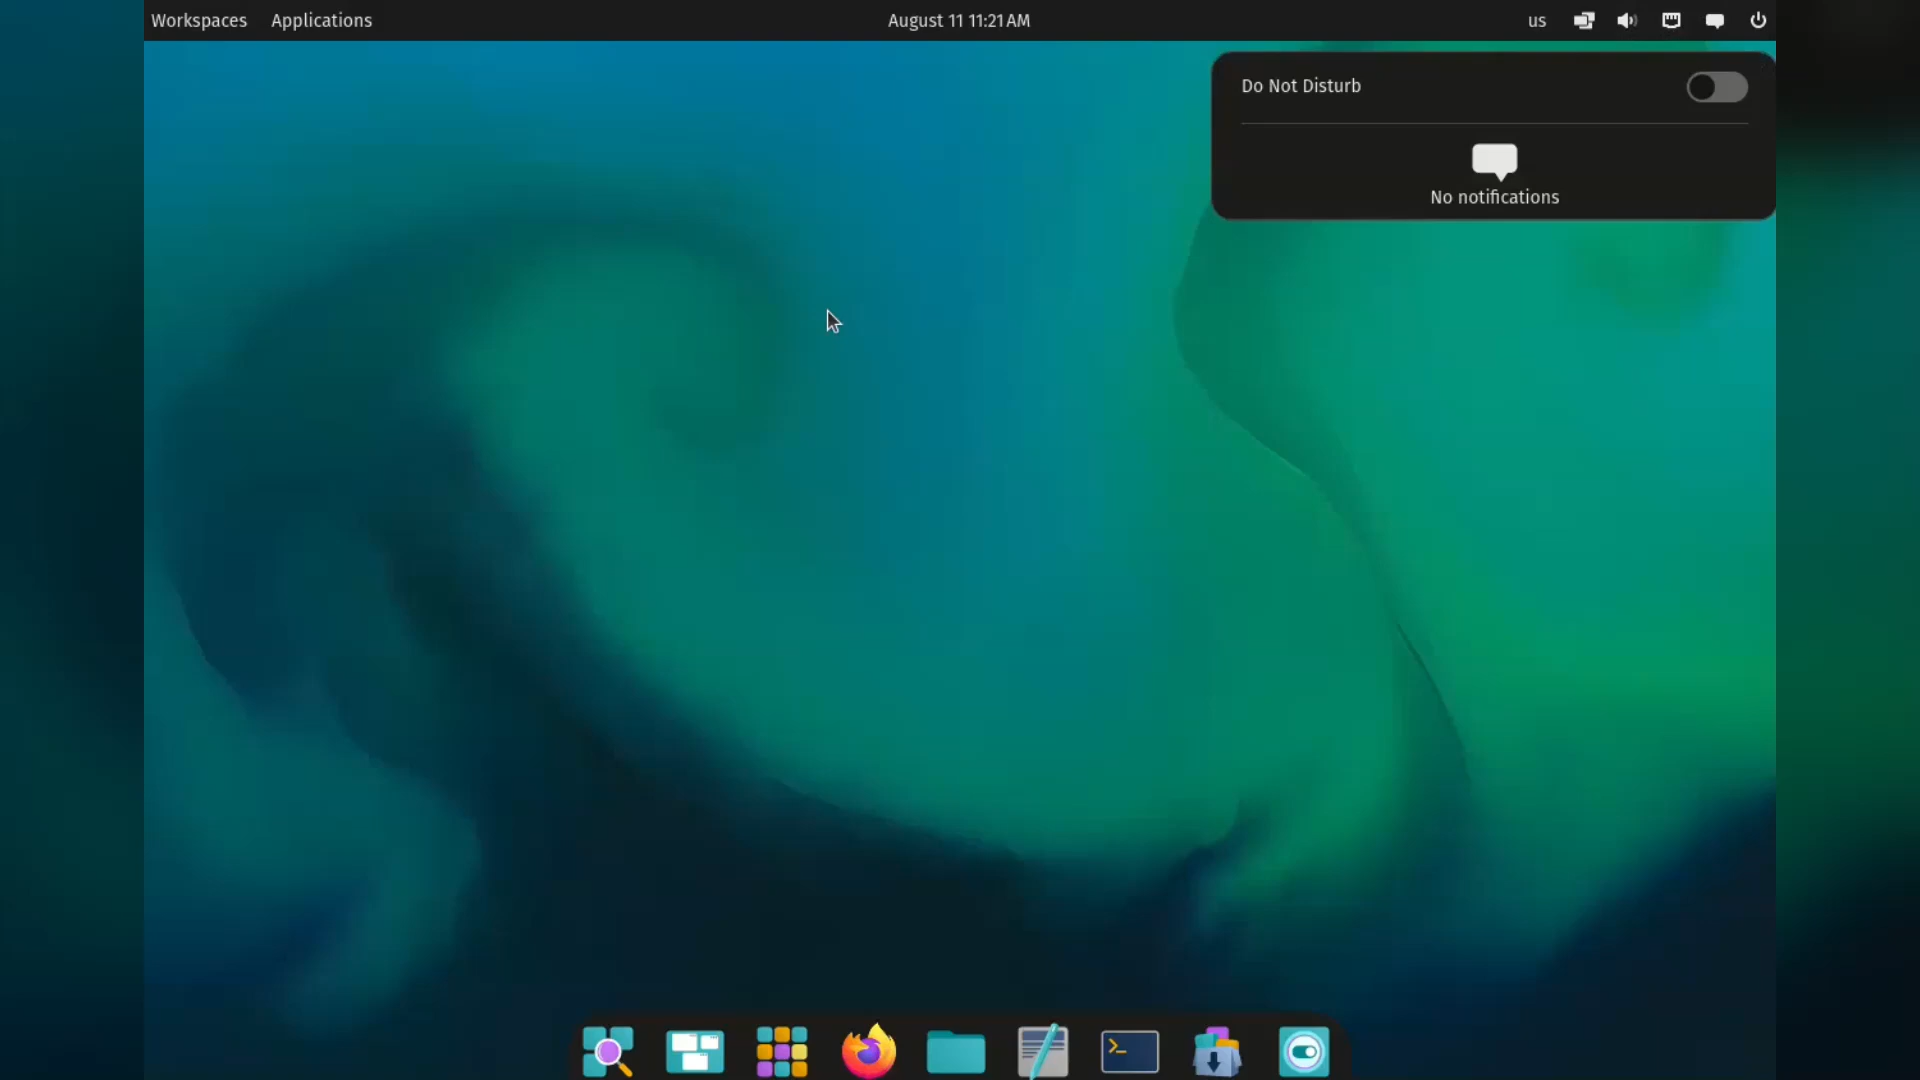 Workspaces Applications August 11 11:21 AM us
Do Not Disturb
No notifications